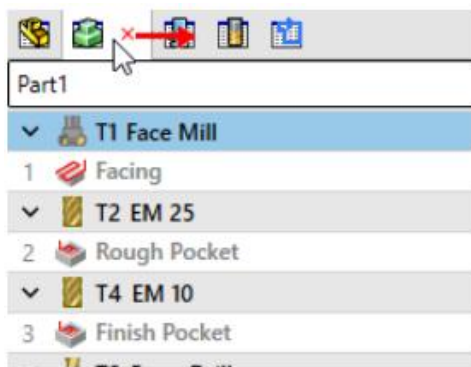 Part1
T1 Face Mill
1 Facing
T2 EM 25
2 Rough Pocket
T4 EM 10
3 Finish Pocket